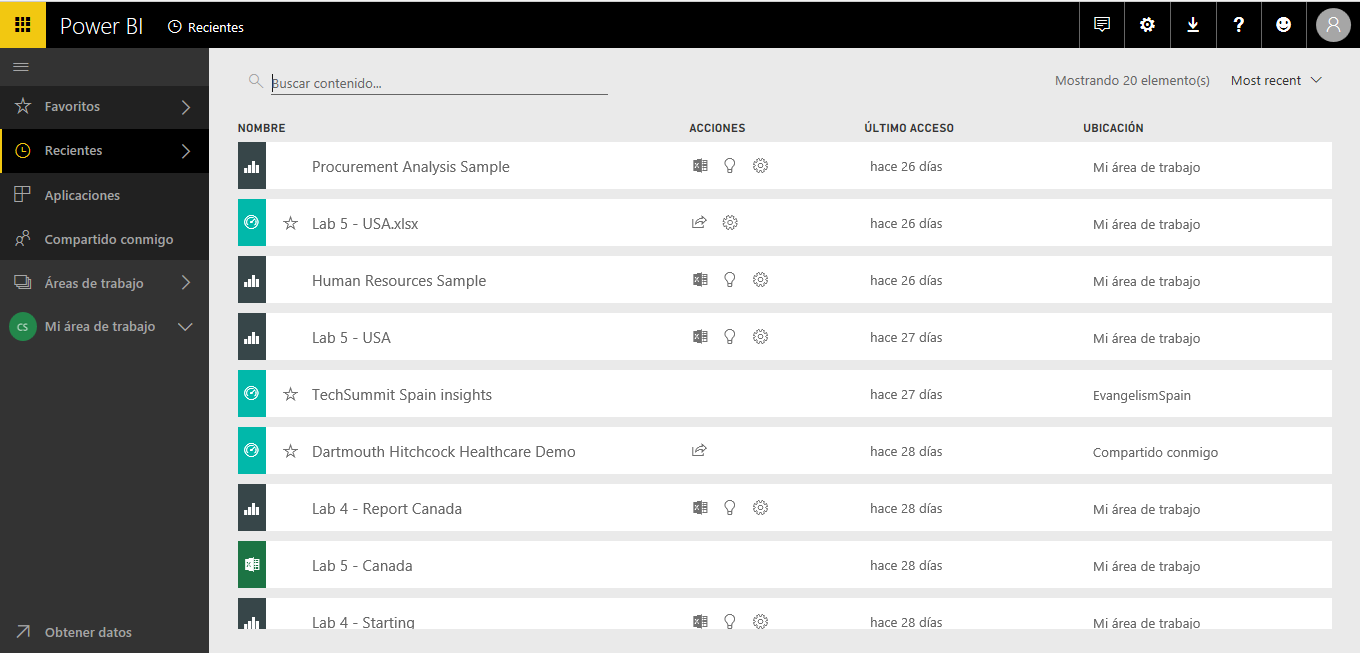 Power BI Recientes
Buscar contenido...
Mostrando 20 elemento(s) Most recent
Favoritos
Recientes
Aplicaciones
Compartido conmigo
Áreas de trabajo
CS Mi área de trabajo
Obtener datos
NOMBRE ACCIONES ÚLTIMO ACCESO UBICACIÓN
Procurement Analysis Sample hace 26 días Mi área de trabajo
Lab 5 - USA.xlsx hace 26 días Mi área de trabajo
Human Resources Sample hace 26 días Mi área de trabajo
Lab 5 - USA hace 27 días Mi área de trabajo
TechSummit Spain insights hace 27 días EvangelismSpain
Dartmouth Hitchcock Healthcare Demo hace 28 días Compartido conmigo
Lab 4 - Report Canada hace 28 días Mi área de trabajo
Lab 5 - Canada hace 28 días Mi área de trabajo
Lab 4 - Starting hace 28 días Mi área de trabajo